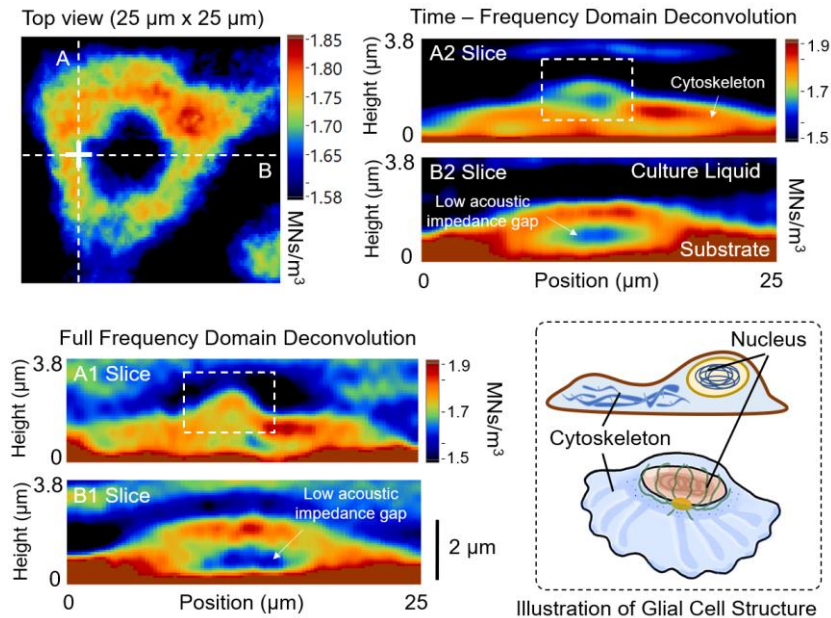 Top view (25 µm x 25 µm)
A
B
1.85
1.80
1.75
1.70
1.65
1.58
MNs/m³
Time – Frequency Domain Deconvolution
Height (µm)
3.8
0
A2 Slice
Cytoskeleton
1.9
1.7
1.5
MNs/m³
Height (µm)
3.8
0
B2 Slice
Culture Liquid
Low acoustic
impedance gap
Substrate
0
Position (µm)
25
Full Frequency Domain Deconvolution
Height (µm)
3.8
0
A1 Slice
1.9
1.7
1.5
MNs/m³
Height (µm)
3.8
0
B1 Slice
Low acoustic
impedance gap
2 µm
0
Position (µm)
25
Nucleus
Cytoskeleton
Illustration of Glial Cell Structure